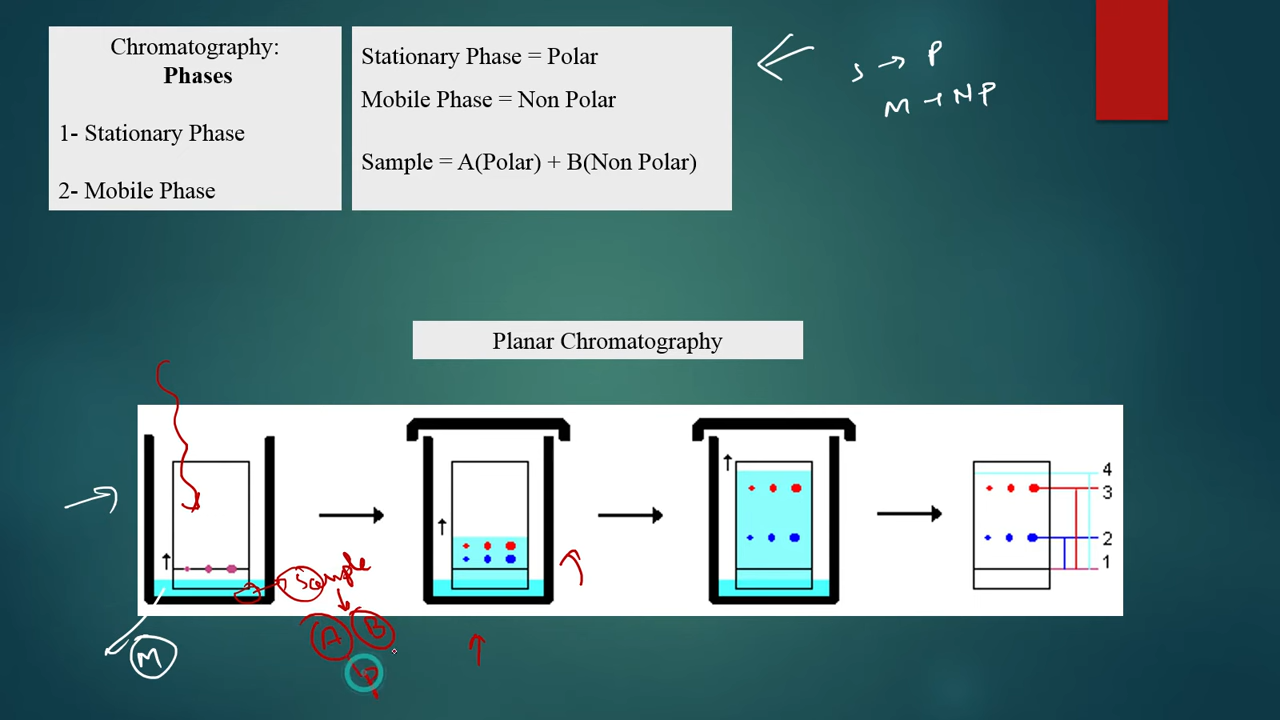 Chromatography:
Phases
1- Stationary Phase
2- Mobile Phase
Stationary Phase = Polar
Mobile Phase = Non Polar
Sample = A(Polar) + B(Non Polar)
S → P
M → NP
Planar Chromatography
4
3
2
1
Sample
A B
M